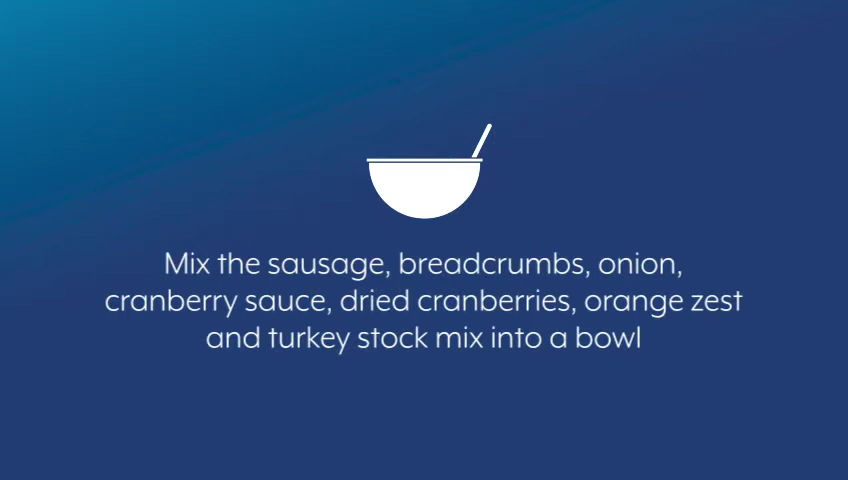 Mix the sausage, breadcrumbs, onion,
cranberry sauce, dried cranberries, orange zest
and turkey stock mix into a bowl